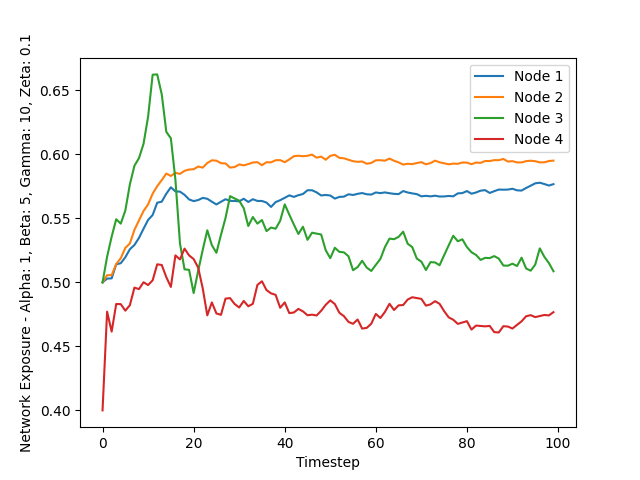 Network Exposure - Alpha: 1, Beta: 5, Gamma: 10, Zeta: 0.1
0.65
0.60
0.55
0.50
0.45
0.40
Node 1
Node 2
Node 3
Node 4
0 20 40 60 80 100
Timestep